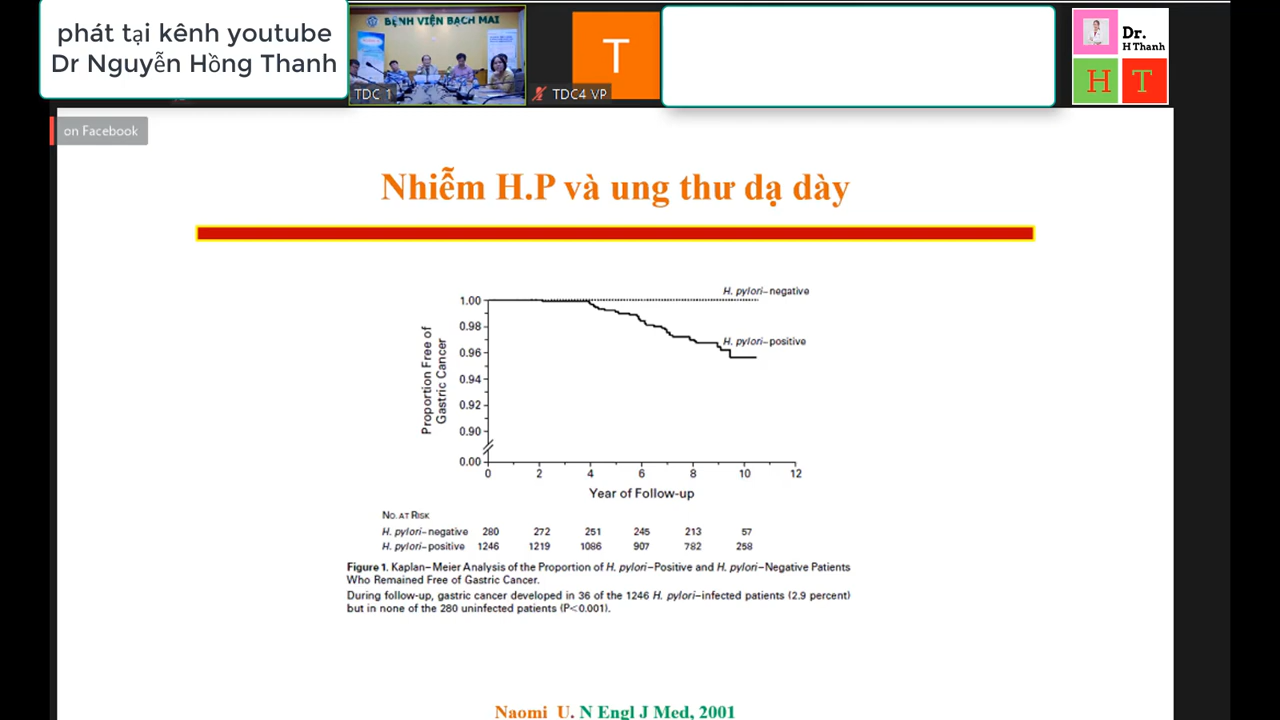 phát tại kênh youtube
Dr Nguyễn Hồng Thanh
BỆNH VIỆN BẠCH MAI
TDC 1
T
TDC4 VP
Dr.
H Thanh
H T
on Facebook
Nhiễm H.P và ung thư dạ dày
H. pylori–negative
H. pylori–positive
Proportion Free of
Gastric Cancer
1.00
0.98
0.96
0.94
0.92
0.90
0.00
0 2 4 6 8 10 12
Year of Follow-up
NO. AT RISK
H. pylori–negative 280 272 251 245 213 57
H. pylori–positive 1246 1219 1086 907 782 258
Figure 1. Kaplan–Meier Analysis of the Proportion of H. pylori–Positive and H. pylori–Negative Patients
Who Remained Free of Gastric Cancer.
During follow-up, gastric cancer developed in 36 of the 1246 H. pylori–infected patients (2.9 percent)
but in none of the 280 uninfected patients (P<0.001).
Naomi U. N Engl J Med, 2001